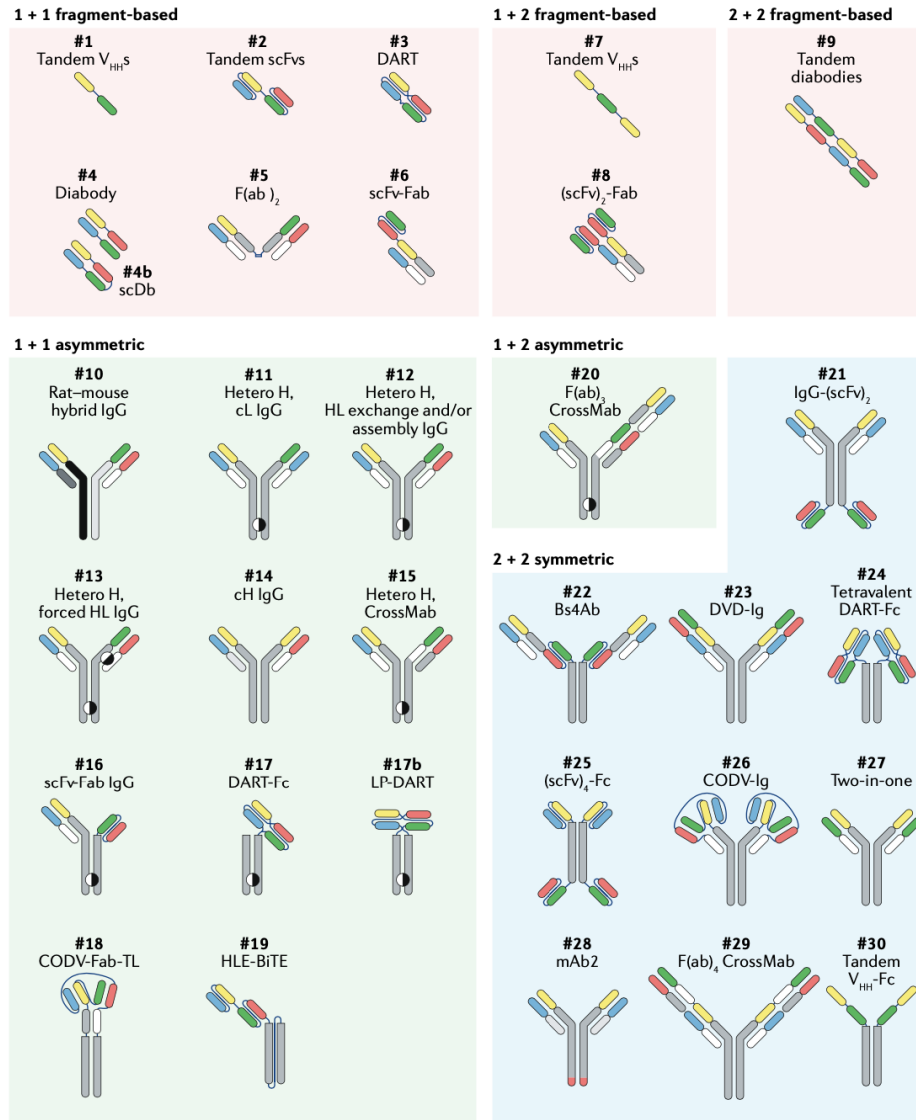 1 + 1 fragment-based
#1
Tandem VHHs
#2
Tandem scFvs
#3
DART
#4
Diabody
#4b
scDb
#5
F(ab )2
#6
scFv-Fab
1 + 2 fragment-based
#7
Tandem VHHs
#8
(scFv)2-Fab
2 + 2 fragment-based
#9
Tandem
diabodies
1 + 1 asymmetric
#10
Rat–mouse
hybrid IgG
#11
Hetero H,
cL IgG
#12
Hetero H,
HL exchange and/or
assembly IgG
#13
Hetero H,
forced HL IgG
#14
cH IgG
#15
Hetero H,
CrossMab
#16
scFv-Fab IgG
#17
DART-Fc
#17b
LP-DART
#18
CODV-Fab-TL
#19
HLE-BiTE
1 + 2 asymmetric
#20
F(ab)3
CrossMab
#21
IgG-(scFv)2
2 + 2 symmetric
#22
Bs4Ab
#23
DVD-Ig
#24
Tetravalent
DART-Fc
#25
(scFv)4-Fc
#26
CODV-Ig
#27
Two-in-one
#28
mAb2
#29
F(ab)4 CrossMab
#30
Tandem
VHH-Fc